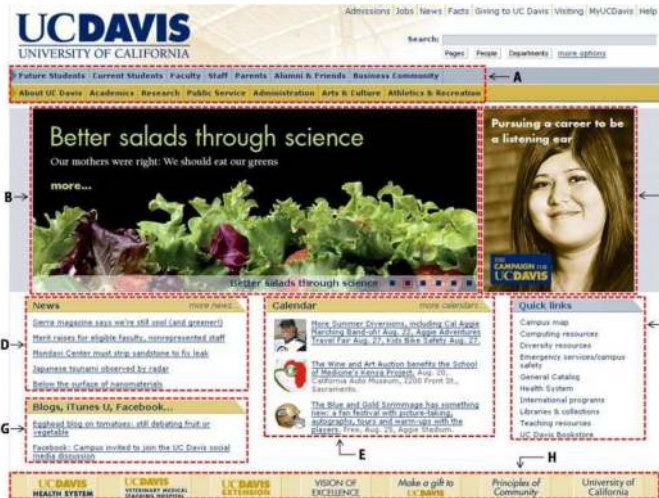 Admissions Jobs News Facts Giving to UC Davis Visiting MyUCDavis Help
UCDAVIS
UNIVERSITY OF CALIFORNIA
Search:
Pages People Departments more options
Future Students Current Students Faculty Staff Parents Alumni & Friends Business Community
A
About UC Davis Academics Research Public Service Administration Arts & Culture Athletics & Recreation
Better salads through science
Our mothers were right: We should eat our greens
more...
B
Better salads through science
Pursuing a career to be
a listening ear
THE
CAMPAIGN FOR
UCDAVIS
News more news
D
Sierra magazine says we're still cool (and greener!)
Merit raises for eligible faculty, nonrepresented staff
Mondavi Center must strip sandstone to fix leak
Japanese tsunami observed by radar
Below the surface of nanomaterials
Blogs, iTunes U, Facebook...
G
Egghead blog on tomatoes: still debating fruit or
vegetable
Facebook: Campus invited to join the UC Davis social
media discussion
Calendar more calendars
More Summer Diversions, including Cal Aggie
Marching Band-uh! Aug. 22, Aggie Adventures
Travel Fair Aug. 27, Kids Bike Safety Aug. 27.
The Wine and Art Auction benefits the School
of Medicine's Kensa Project. Aug. 20,
California Auto Museum, 2200 Front St.,
Sacramento.
The Blue and Gold Scrimmage has something
new: a fan festival with picture-taking,
autographs, tours and warm-ups with the
players. Free, Aug. 25, Aggie Stadium.
E
Quick links
Campus map
Computing resources
Diversity resources
Emergency services/campus
safety
General Catalog
Health System
International programs
Libraries & collections
Teaching resources
UC Davis Bookstore
H
UCDAVIS
HEALTH SYSTEM
UCDAVIS
VETERINARY MEDICAL
TEACHING HOSPITAL
UCDAVIS
EXTENSION
VISION OF
EXCELLENCE
Make a gift to
UCDAVIS
Principles of
Community
University of
California